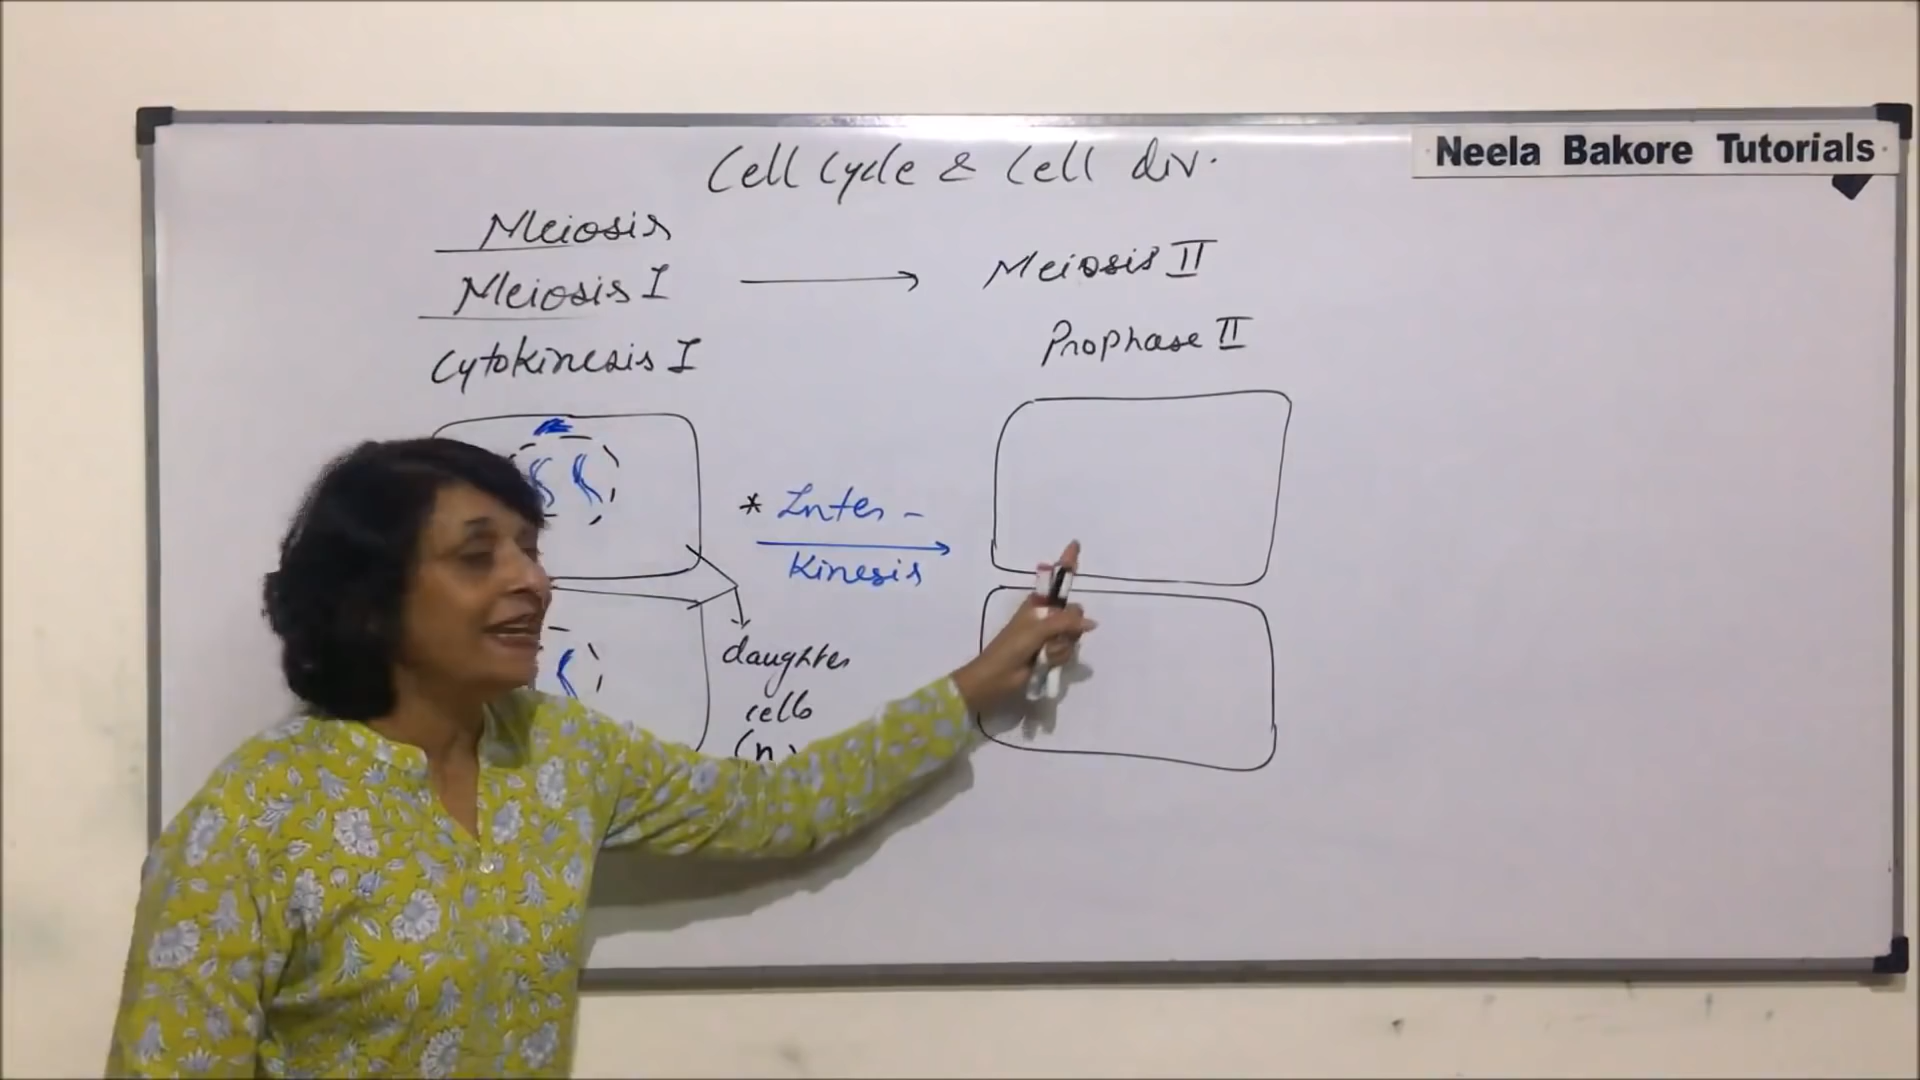 Neela Bakore Tutorials
Cell Cycle & Cell div.
Meiosis
Meiosis I
Meiosis II
Cytokinesis I
Prophase II
* Inter -
Kinesis
daughter
cells
(n)